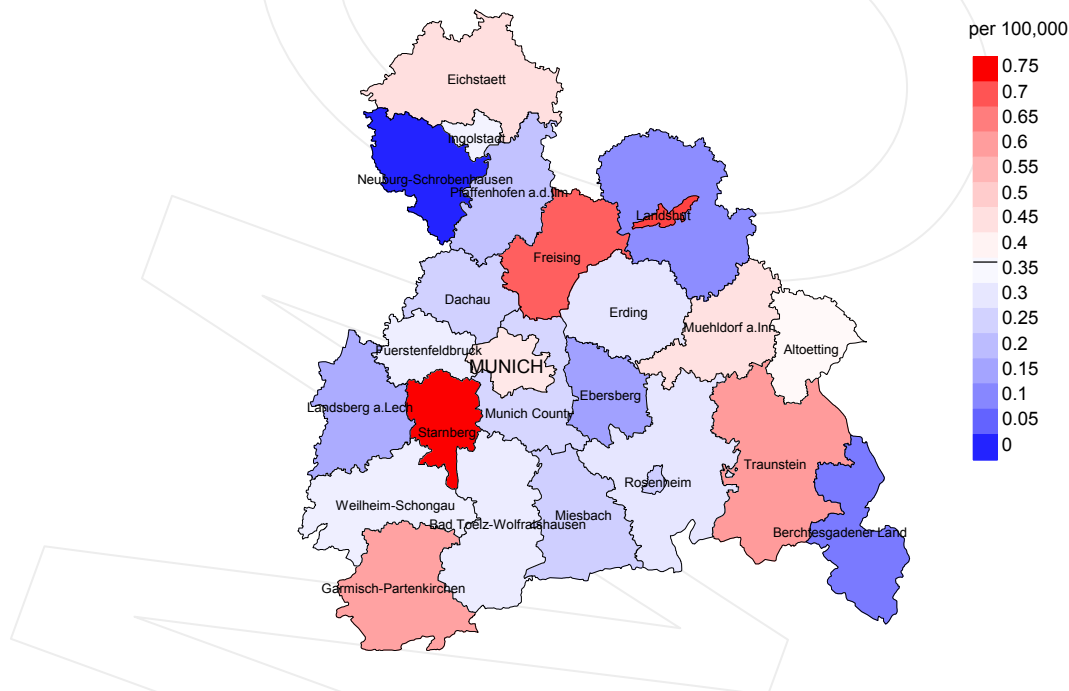 per 100,000
0.75
0.7
0.65
0.6
0.55
0.5
0.45
0.4
0.35
0.3
0.25
0.2
0.15
0.1
0.05
0
Eichstaett
Ingolstadt
Neuburg-Schrobenhausen
Pfaffenhofen a.d.Ilm
Landshut
Freising
Dachau
Erding
Muehldorf a.Inn
Altoetting
Fuerstenfeldbruck
MUNICH
Ebersberg
Landsberg a.Lech
Munich County
Starnberg
Traunstein
Rosenheim
Weilheim-Schongau
Miesbach
Bad Toelz-Wolfratshausen
Berchtesgadener Land
Garmisch-Partenkirchen